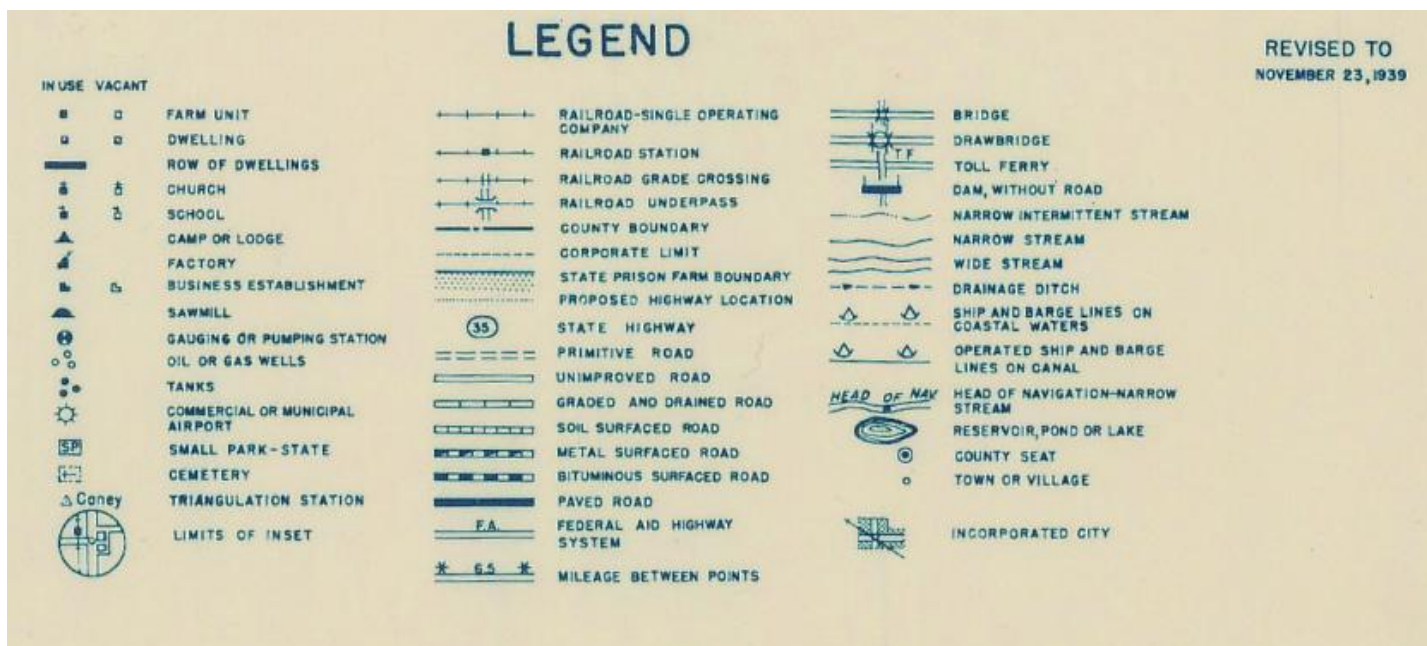 LEGEND
REVISED TO
NOVEMBER 23, 1939
IN USE VACANT
FARM UNIT
DWELLING
ROW OF DWELLINGS
CHURCH
SCHOOL
CAMP OR LODGE
FACTORY
BUSINESS ESTABLISHMENT
SAWMILL
GAUGING OR PUMPING STATION
OIL OR GAS WELLS
TANKS
COMMERCIAL OR MUNICIPAL
AIRPORT
SP SMALL PARK-STATE
CEMETERY
Coney TRIANGULATION STATION
LIMITS OF INSET
RAILROAD-SINGLE OPERATING
COMPANY
RAILROAD STATION
RAILROAD GRADE CROSSING
RAILROAD UNDERPASS
COUNTY BOUNDARY
CORPORATE LIMIT
STATE PRISON FARM BOUNDARY
PROPOSED HIGHWAY LOCATION
35 STATE HIGHWAY
PRIMITIVE ROAD
UNIMPROVED ROAD
GRADED AND DRAINED ROAD
SOIL SURFACED ROAD
METAL SURFACED ROAD
BITUMINOUS SURFACED ROAD
PAVED ROAD
F.A. FEDERAL AID HIGHWAY
SYSTEM
6.5 MILEAGE BETWEEN POINTS
BRIDGE
DRAWBRIDGE
T F TOLL FERRY
DAM, WITHOUT ROAD
NARROW INTERMITTENT STREAM
NARROW STREAM
WIDE STREAM
DRAINAGE DITCH
SHIP AND BARGE LINES ON
COASTAL WATERS
OPERATED SHIP AND BARGE
LINES ON CANAL
HEAD OF NAV. HEAD OF NAVIGATION-NARROW
STREAM
RESERVOIR, POND OR LAKE
COUNTY SEAT
TOWN OR VILLAGE
INCORPORATED CITY